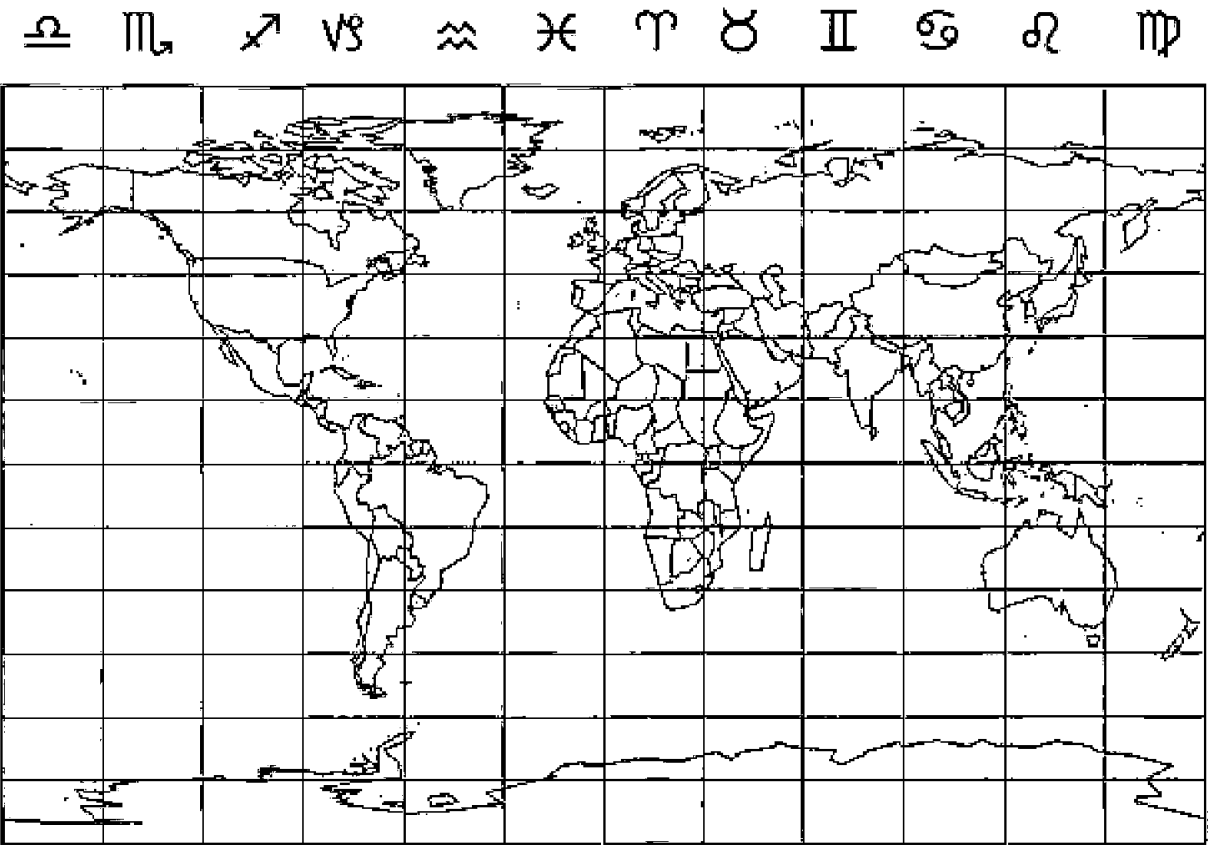 ♎ ♏ ♐ ♑ ♒ ♓ ♈ ♉ ♊ ♋ ♌ ♍